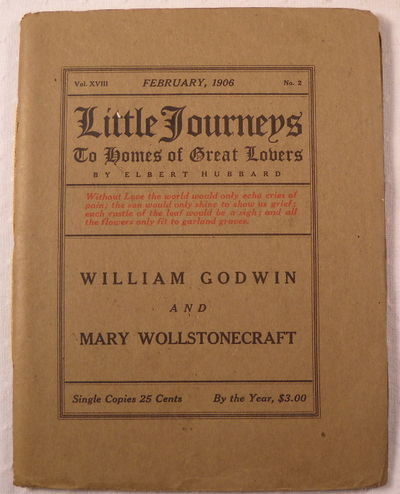 Vol. XVIII FEBRUARY, 1906 No. 2
Little Journeys
To Homes of Great Lovers
BY ELBERT HUBBARD
Without Love the world would only echo cries of
pain; the sun would only shine to show us grief;
each rustle of the leaf would be a sigh; and all
the flowers only fit to garland graves.
WILLIAM GODWIN
AND
MARY WOLLSTONECRAFT
Single Copies 25 Cents By the Year, $3.00